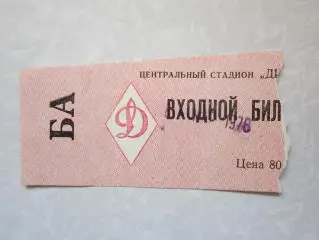 БА
ЦЕНТРАЛЬНЫЙ СТАДИОН „ДИ
Д
ВХОДНОЙ БИЛ
1976
Цена 80